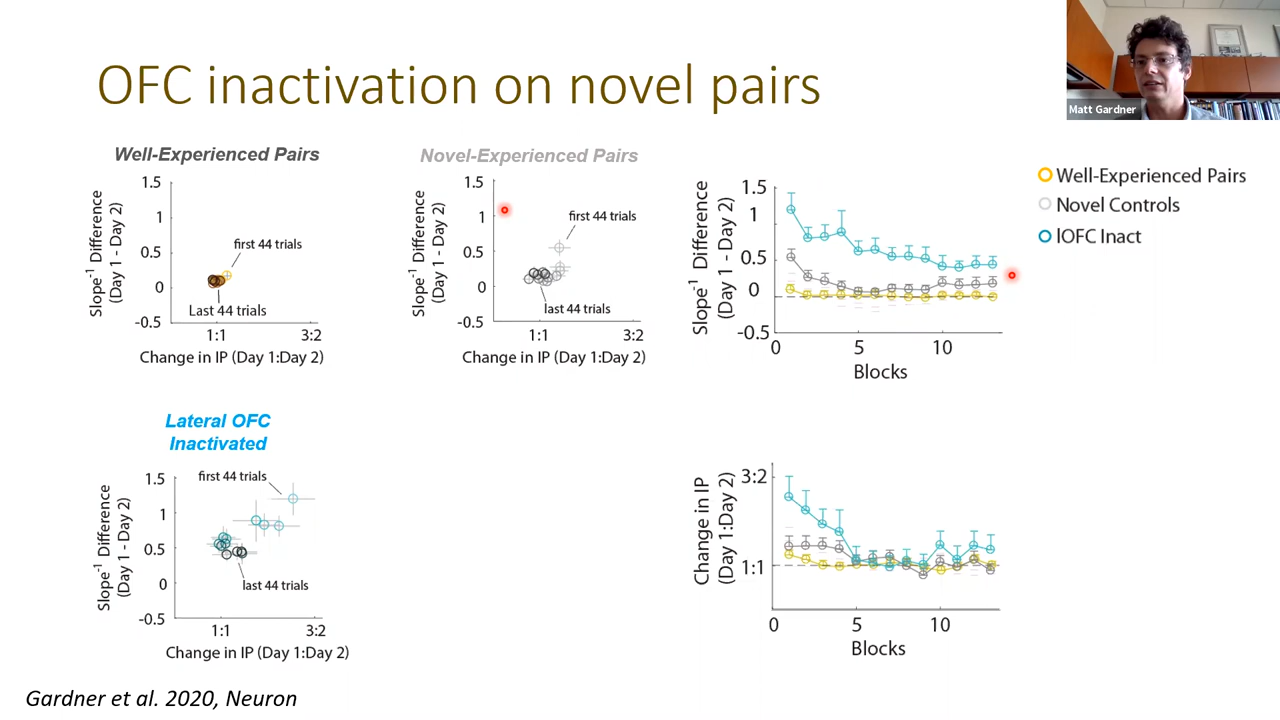 OFC inactivation on novel pairs
Matt Gardner
Well-Experienced Pairs
1.5
1
0.5
0
-0.5
Slope⁻¹ Difference
(Day 1 - Day 2)
first 44 trials
Last 44 trials
1:1
3:2
Change in IP (Day 1:Day 2)
Novel-Experienced Pairs
1.5
1
0.5
0
-0.5
Slope⁻¹ Difference
(Day 1 - Day 2)
first 44 trials
last 44 trials
1:1
3:2
Change in IP (Day 1:Day 2)
1.5
1
0.5
0
-0.5
Slope⁻¹ Difference
(Day 1 - Day 2)
0
5
10
Blocks
Well-Experienced Pairs
Novel Controls
lOFC Inact
Lateral OFC
Inactivated
1.5
1
0.5
0
-0.5
Slope⁻¹ Difference
(Day 1 - Day 2)
first 44 trials
last 44 trials
1:1
3:2
Change in IP (Day 1:Day 2)
3:2
1:1
Change in IP
(Day 1:Day 2)
0
5
10
Blocks
Gardner et al. 2020, Neuron